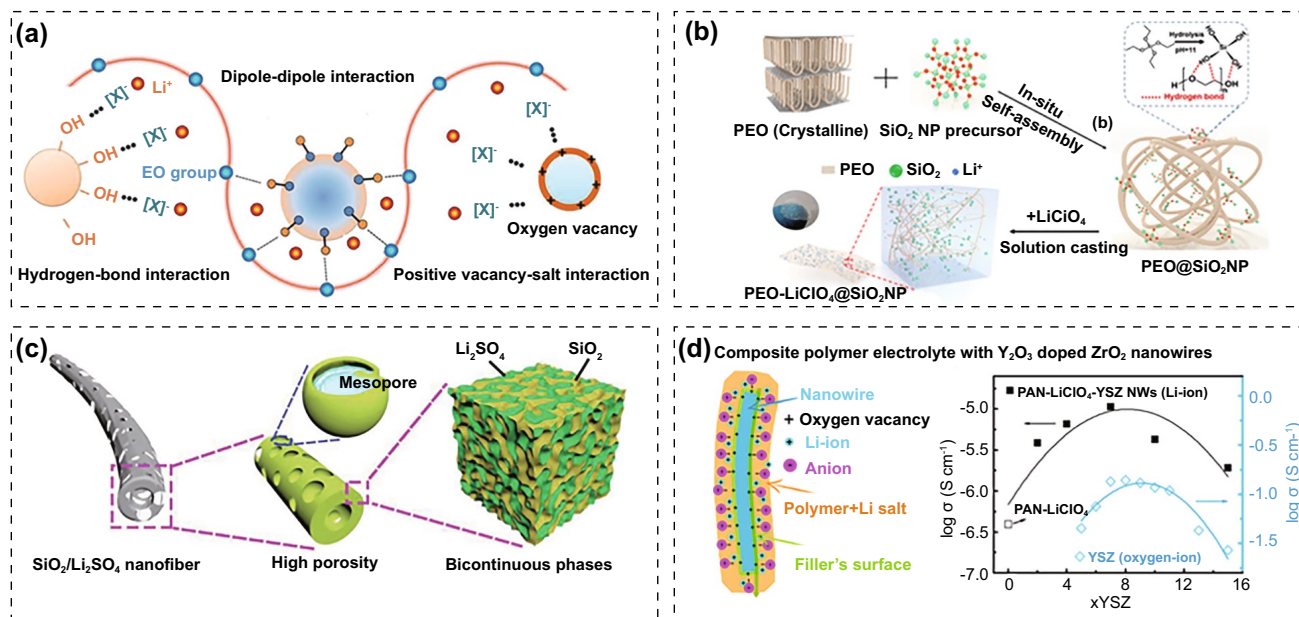 (a)
Dipole-dipole interaction
[X]-
Li+
OH
[X]-
OH
EO group
OH
[X]-
OH
Hydrogen-bond interaction
[X]-
[X]-
[X]-
Oxygen vacancy
Positive vacancy-salt interaction
(b)
Hydrolysis
pH=11
Si
OH
H
O
OH
Hydrogen bond
PEO (Crystalline)
+
SiO2 NP precursor
In-situ
Self-assembly
(b)
PEO
SiO2
Li+
+LiCiO4
Solution casting
PEO@SiO2NP
PEO-LiClO4@SiO2NP
(c)
Mesopore
Li2SO4
SiO2
SiO2/Li2SO4 nanofiber
High porosity
Bicontinuous phases
(d)
Composite polymer electrolyte with Y2O3 doped ZrO2 nanowires
Nanowire
+ Oxygen vacancy
Li-ion
Anion
Polymer+Li salt
Filler's surface
PAN-LiClO4-YSZ NWs (Li-ion)
PAN-LiClO4
YSZ (oxygen-ion)
log σ (S cm-1)
-5.0
-5.5
-6.0
-6.5
-7.0
0 4 8 12 16
xYSZ
0.0
-0.5
-1.0
-1.5
log σ (S cm-1)